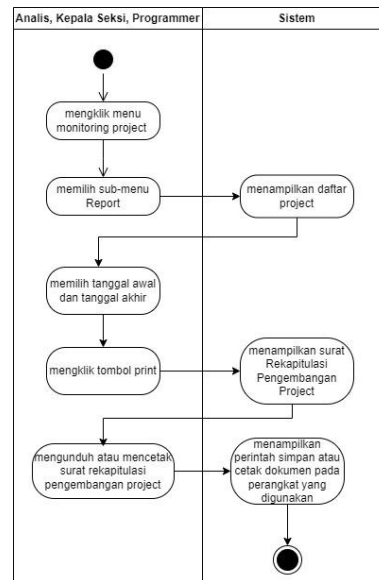 Analis, Kepala Seksi, Programmer
Sistem
mengklik menu
monitoring project
memilih sub-menu
Report
menampilkan daftar
project
memilih tanggal awal
dan tanggal akhir
mengklik tombol print
menampilkan surat
Rekapitulasi
Pengembangan
Project
mengunduh atau mencetak
surat rekapitulasi
pengembangan project
menampilkan
perintah simpan atau
cetak dokumen pada
perangkat yang
digunakan